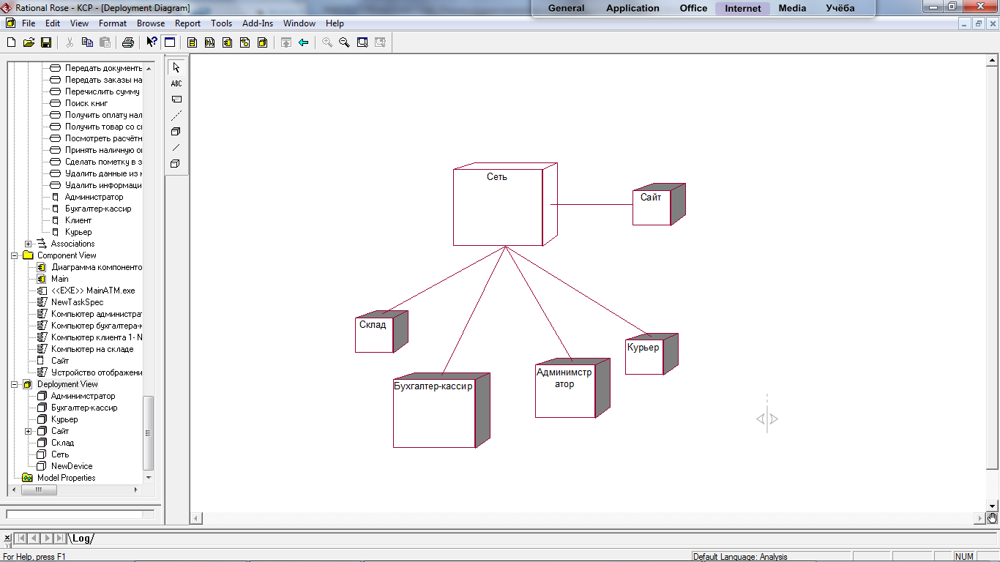 Rational Rose - KCP - [Deployment Diagram]
General Application Office Internet Media Учёба
File Edit View Format Browse Report Tools Add-Ins Window Help
Передать документь
Передать заказы на
Перечислить сумму
Поиск книг
Получить оплату нал
Получить товар со с
Посмотреть расчётн
Принять наличную о
Сделать пометку в з
Удалить данные из
Удалить информаци
Администратор
Бухгалтер-кассир
Клиент
Курьер
Associations
Component View
Диаграмма компоненто
Main
<<EXE>> MainATM.exe
NewTaskSpec
Компьютер администрат
Компьютер бухгалтера-к
Компьютер клиента 1- N
Компьютер на складе
Сайт
Устройство отображени
Deployment View
Админимстратор
Бухгалтер-кассир
Курьер
Сайт
Склад
Сеть
NewDevice
Model Properties
ABC
Сеть
Сайт
Склад
Бухгалтер-кассир
Админимстр
атор
Курьер
Log
For Help, press F1
Default Language: Analysis
NUM